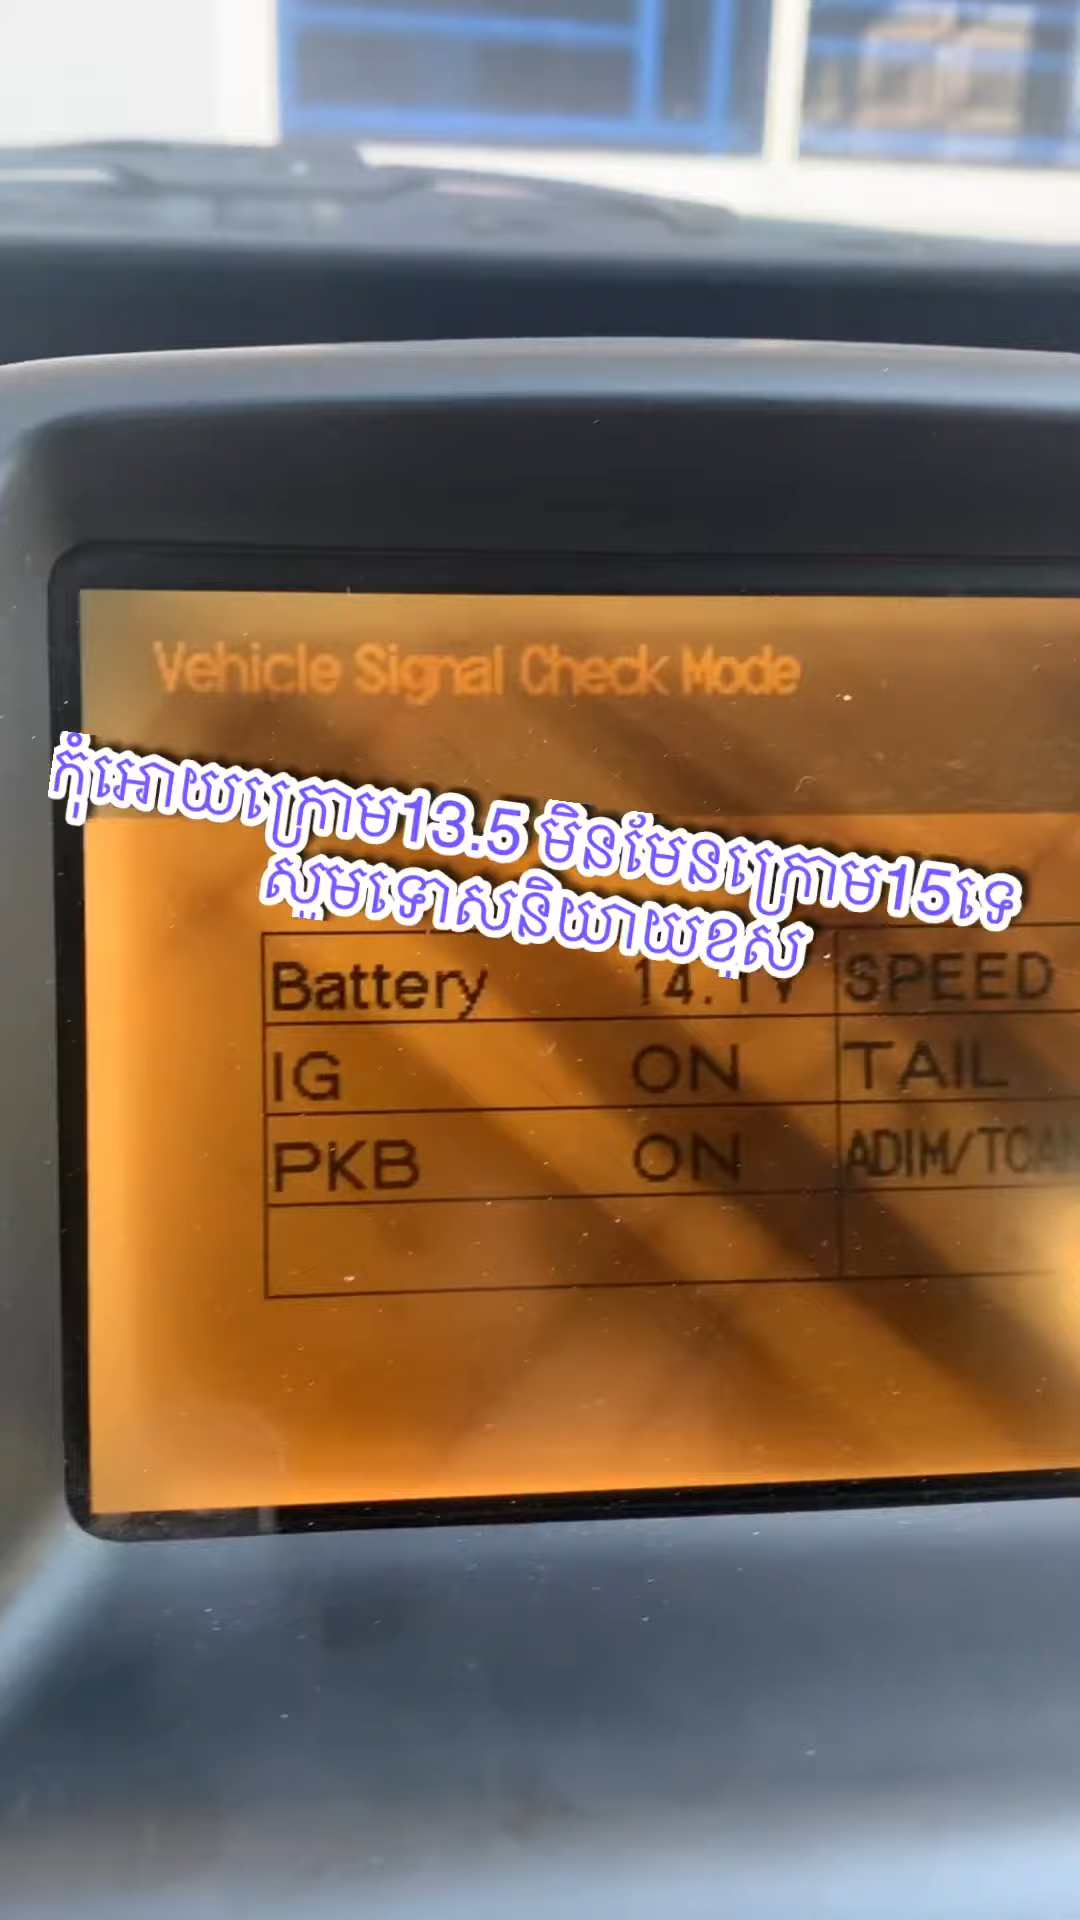 Vehicle Signal Check Mode
កុំអោយក្រោម13.5 មិនមែនក្រោម15ទេ
សូមទោសនិយាយខុស
Battery 14.1V SPEED
IG ON TAIL
PKB ON